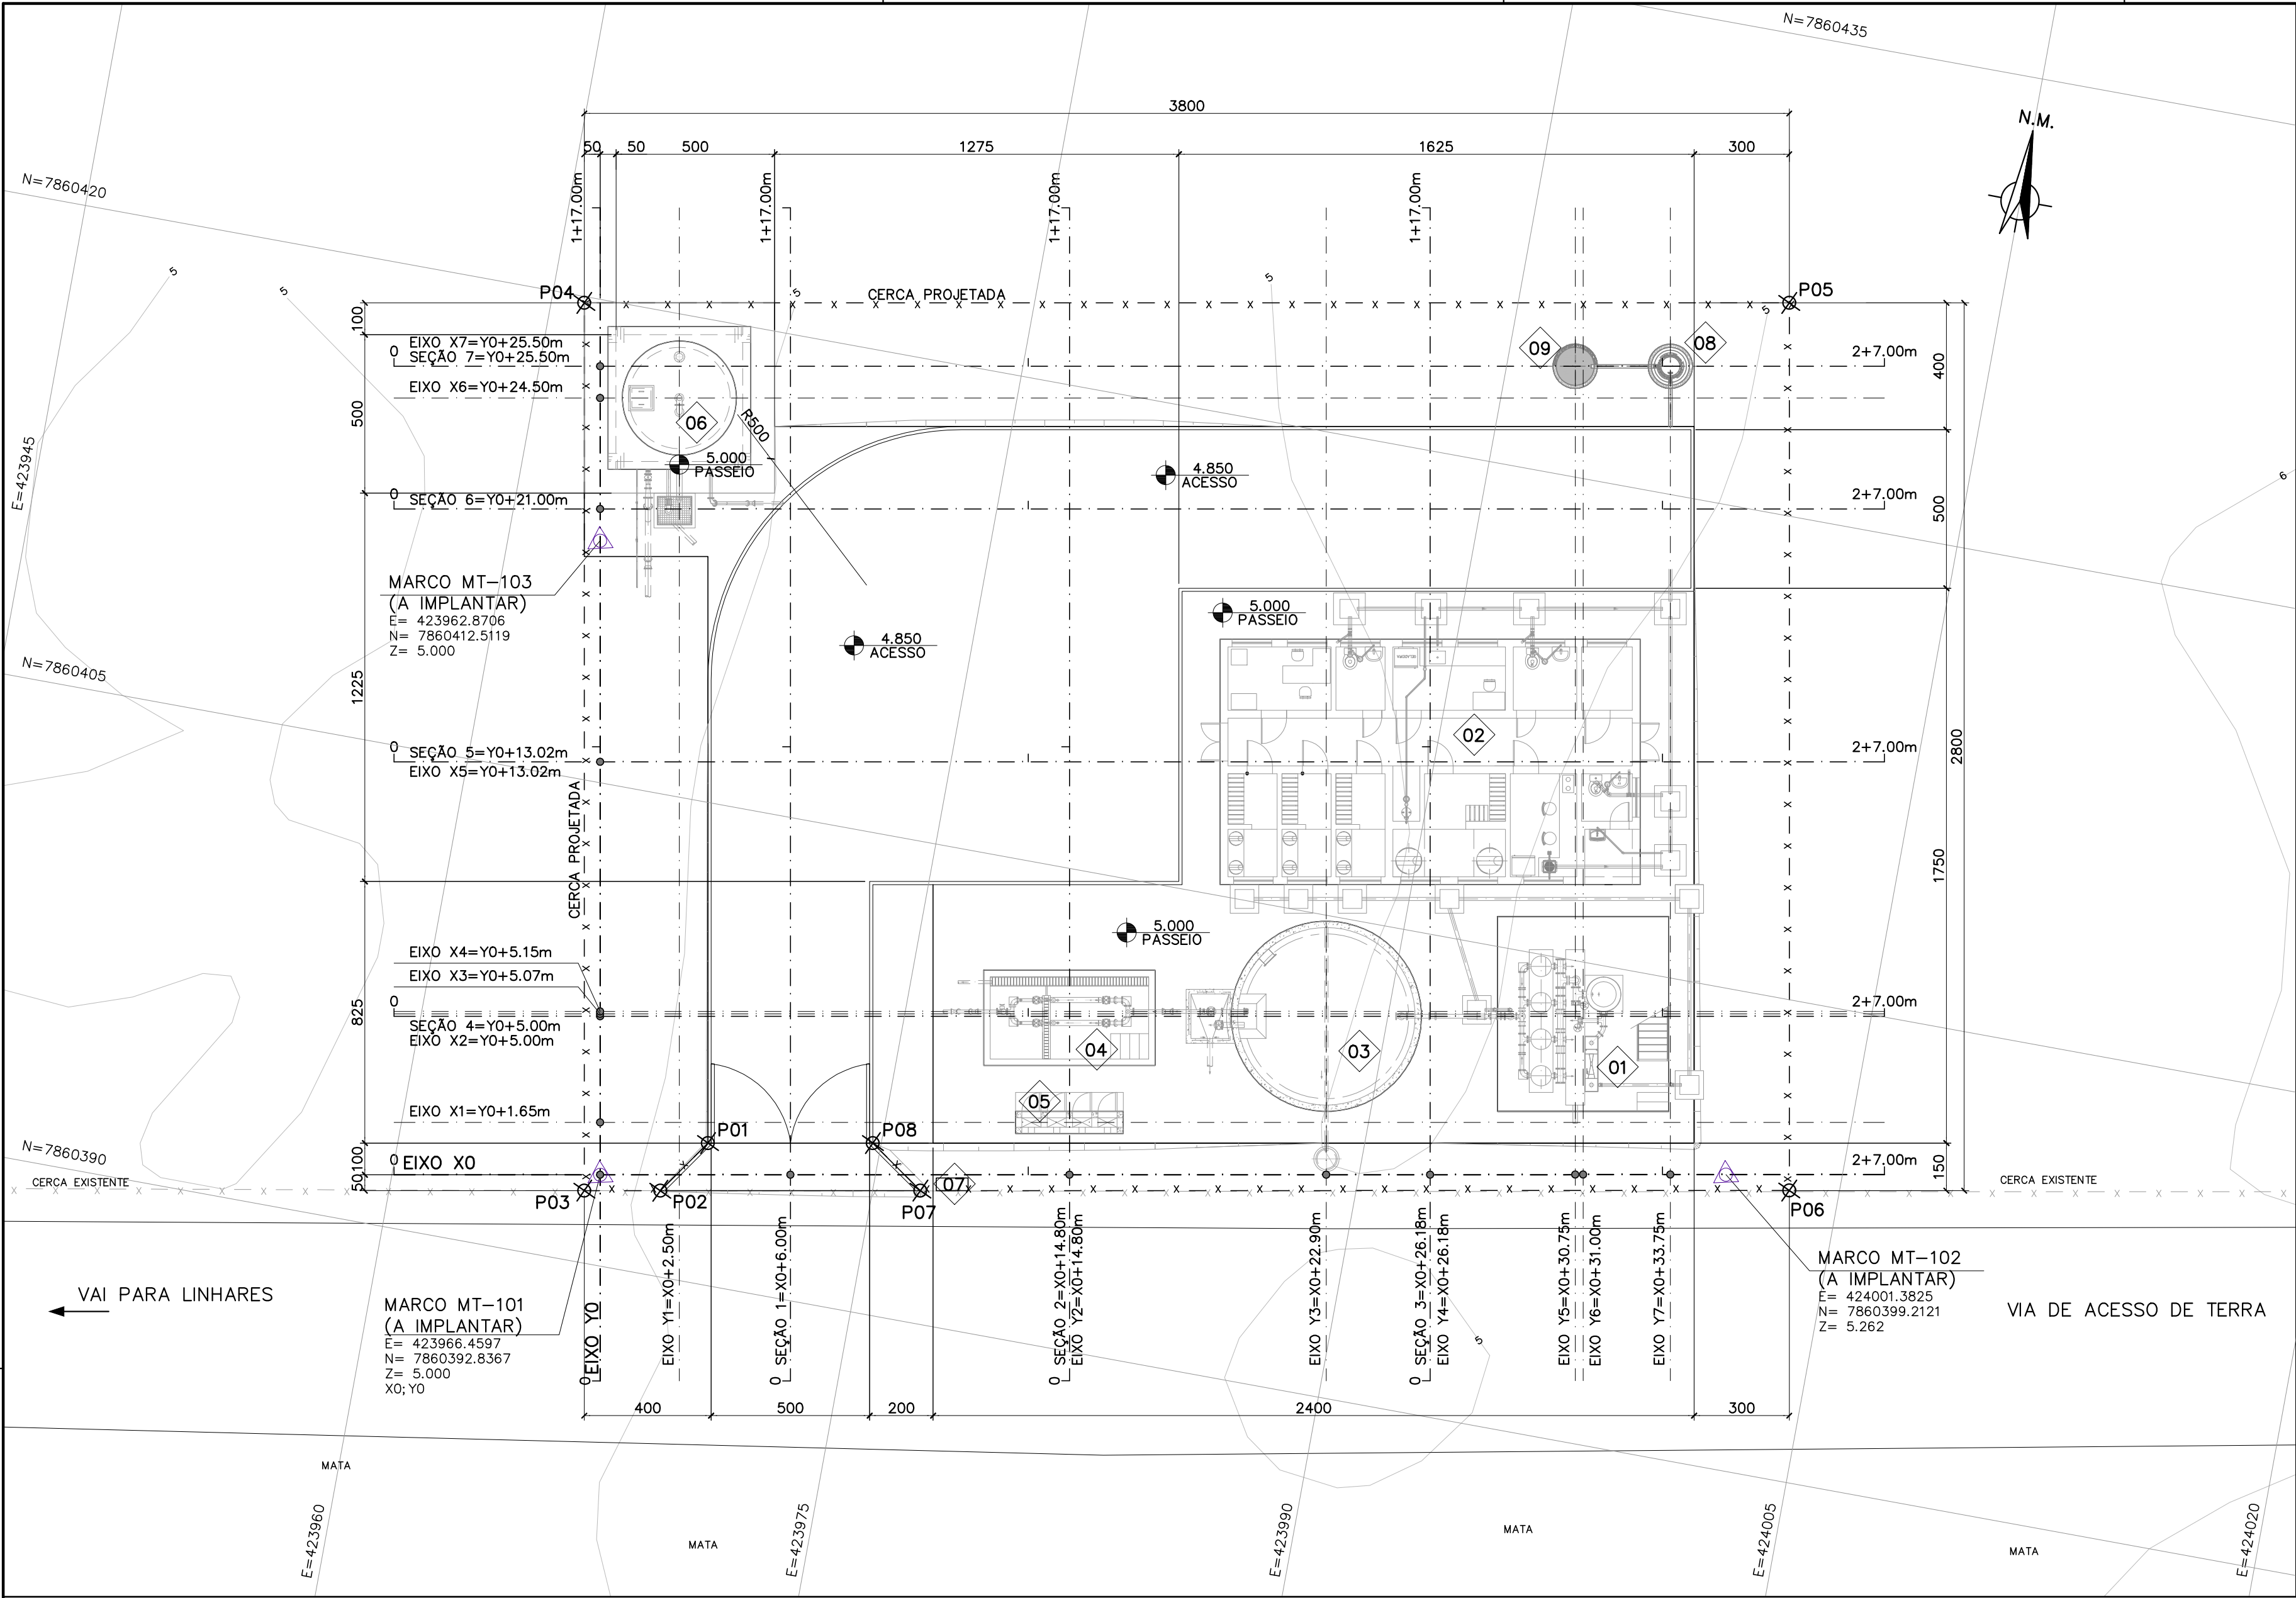 N=7860435
3800
N.M.
50
50
500
1275
1625
300
N=7860420
1+17.00m
1+17.00m
1+17.00m
1+17.00m
5
5
5
5
5
P04
CERCA PROJETADA
P05
100
EIXO X7=Y0+25.50m
0
SEÇÃO 7=Y0+25.50m
09
08
2+7.00m
400
EIXO X6=Y0+24.50m
500
06
R500
E=423945
5.000
PASSEIO
4.850
ACESSO
6
0
SEÇÃO 6=Y0+21.00m
2+7.00m
500
MARCO MT-103
(A IMPLANTAR)
E= 423962.8706
N= 7860412.5119
Z= 5.000
5.000
PASSEIO
4.850
ACESSO
N=7860405
1225
02
0
SEÇÃO 5=Y0+13.02m
EIXO X5=Y0+13.02m
2+7.00m
2800
CERCA PROJETADA
1750
5.000
PASSEIO
EIXO X4=Y0+5.15m
EIXO X3=Y0+5.07m
0
2+7.00m
825
SEÇÃO 4=Y0+5.00m
EIXO X2=Y0+5.00m
04
03
01
05
EIXO X1=Y0+1.65m
P01
P08
N=7860390
100
50
0
EIXO X0
2+7.00m
150
CERCA EXISTENTE
07
CERCA EXISTENTE
P03
P02
P07
P06
EIXO Y0
0
EIXO Y1=X0+2.50m
SEÇÃO 1=X0+6.00m
0
SEÇÃO 2=X0+14.80m
0
EIXO Y2=X0+14.80m
EIXO Y3=X0+22.90m
SEÇÃO 3=X0+26.18m
0
EIXO Y4=X0+26.18m
EIXO Y5=X0+30.75m
EIXO Y6=X0+31.00m
EIXO Y7=X0+33.75m
5
MARCO MT-102
(A IMPLANTAR)
E= 424001.3825
N= 7860399.2121
Z= 5.262
VAI PARA LINHARES
VIA DE ACESSO DE TERRA
MARCO MT-101
(A IMPLANTAR)
E= 423966.4597
N= 7860392.8367
Z= 5.000
X0; Y0
400
500
200
2400
300
MATA
MATA
MATA
MATA
E=423960
E=423975
E=423990
E=424005
E=424020